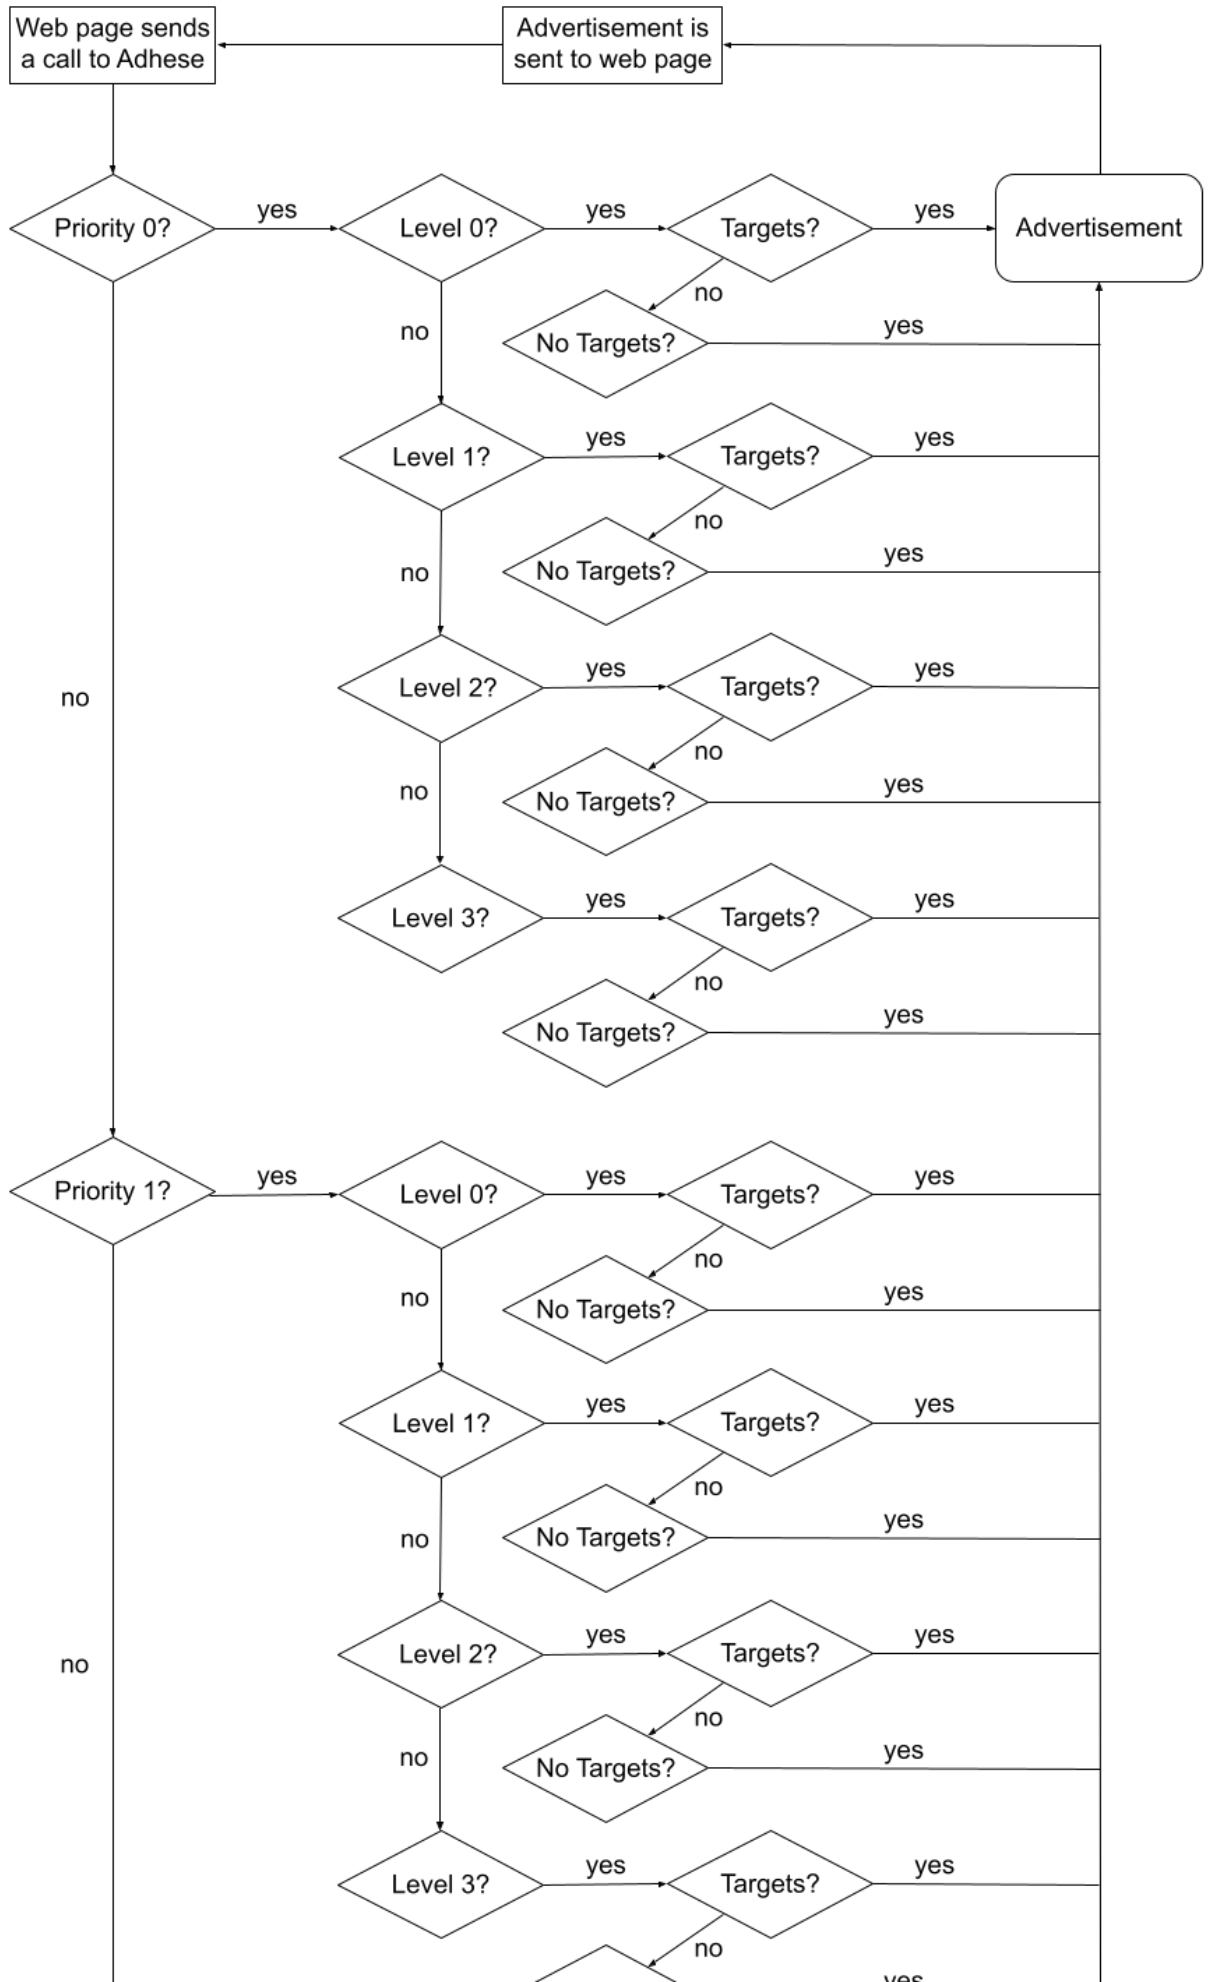 Web page sends
a call to Adhese
Advertisement is
sent to web page
Priority 0?
yes
Level 0?
yes
Targets?
yes
Advertisement
no
no
No Targets?
yes
Level 1?
yes
Targets?
yes
no
no
No Targets?
yes
no
Level 2?
yes
Targets?
yes
no
no
No Targets?
yes
Level 3?
yes
Targets?
yes
no
No Targets?
yes
Priority 1?
yes
Level 0?
yes
Targets?
yes
no
no
No Targets?
yes
Level 1?
yes
Targets?
yes
no
no
No Targets?
yes
no
Level 2?
yes
Targets?
yes
no
no
No Targets?
yes
Level 3?
yes
Targets?
yes
no
yes